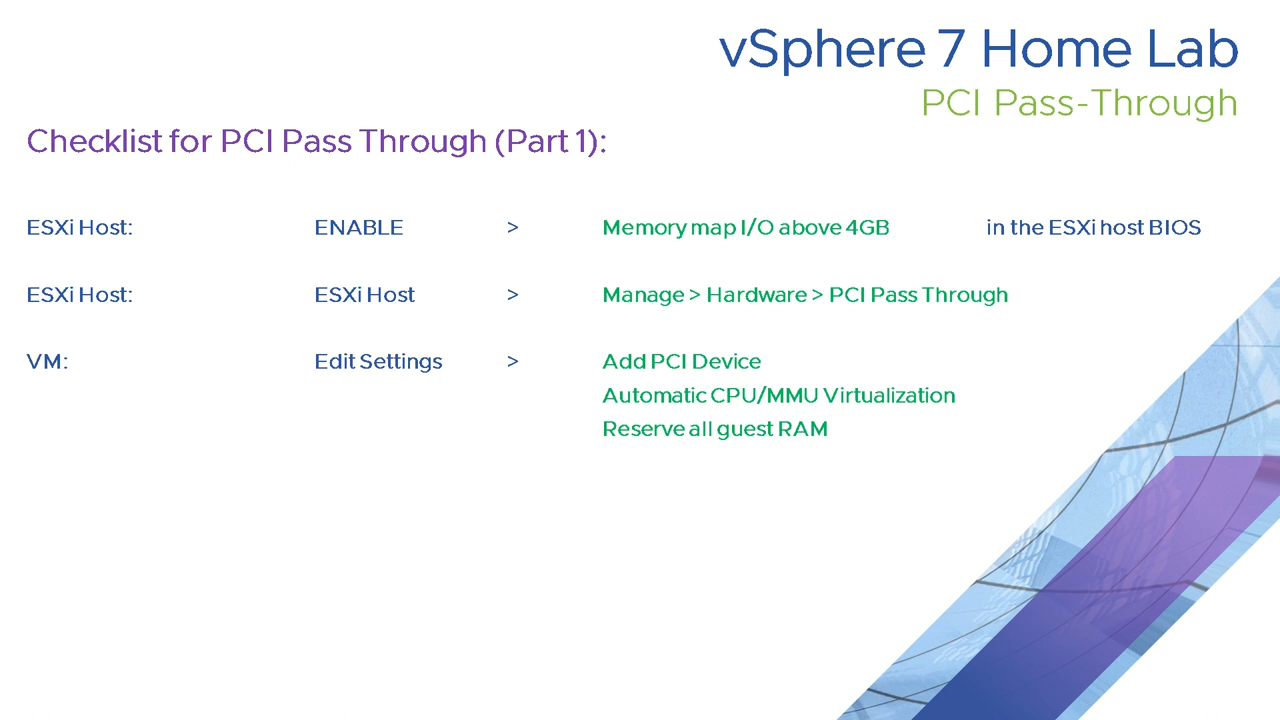 vSphere 7 Home Lab
PCI Pass-Through
Checklist for PCI Pass Through (Part 1):
ESXi Host: ENABLE > Memory map I/O above 4GB in the ESXi host BIOS
ESXi Host: ESXi Host > Manage > Hardware > PCI Pass Through
VM: Edit Settings > Add PCI Device
Automatic CPU/MMU Virtualization
Reserve all guest RAM